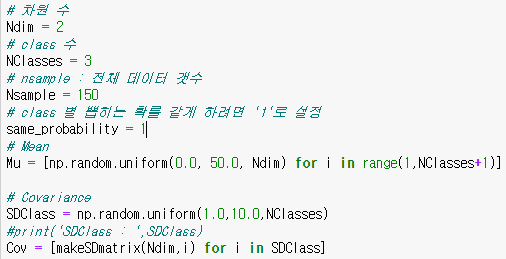 # 차원 수
Ndim = 2
# class 수
NClasses = 3
# nsample : 전체 데이터 갯수
Nsample = 150
# class 별 뽑히는 확률 같게 하려면 '1'로 설정
same_probability = 1
# Mean
Mu = [np.random.uniform(0.0, 50.0, Ndim) for i in range(1,NClasses+1)]
# Covariance
SDClass = np.random.uniform(1.0,10.0,NClasses)
#print('SDClass : ',SDClass)
Cov = [makeSDmatrix(Ndim,i) for i in SDClass]